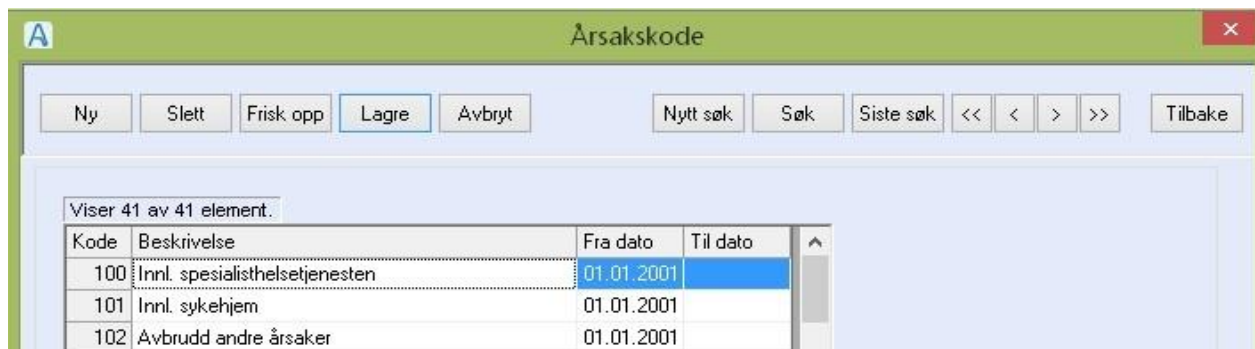 Årsakskode
Ny Slett Frisk opp Lagre Avbryt Nytt søk Søk Siste søk << < > >> Tilbake
Viser 41 av 41 element.
Kode Beskrivelse Fra dato Til dato
100 Innl. spesialisthelsetjenesten 01.01.2001
101 Innl. sykehjem 01.01.2001
102 Avbrudd andre årsaker 01.01.2001